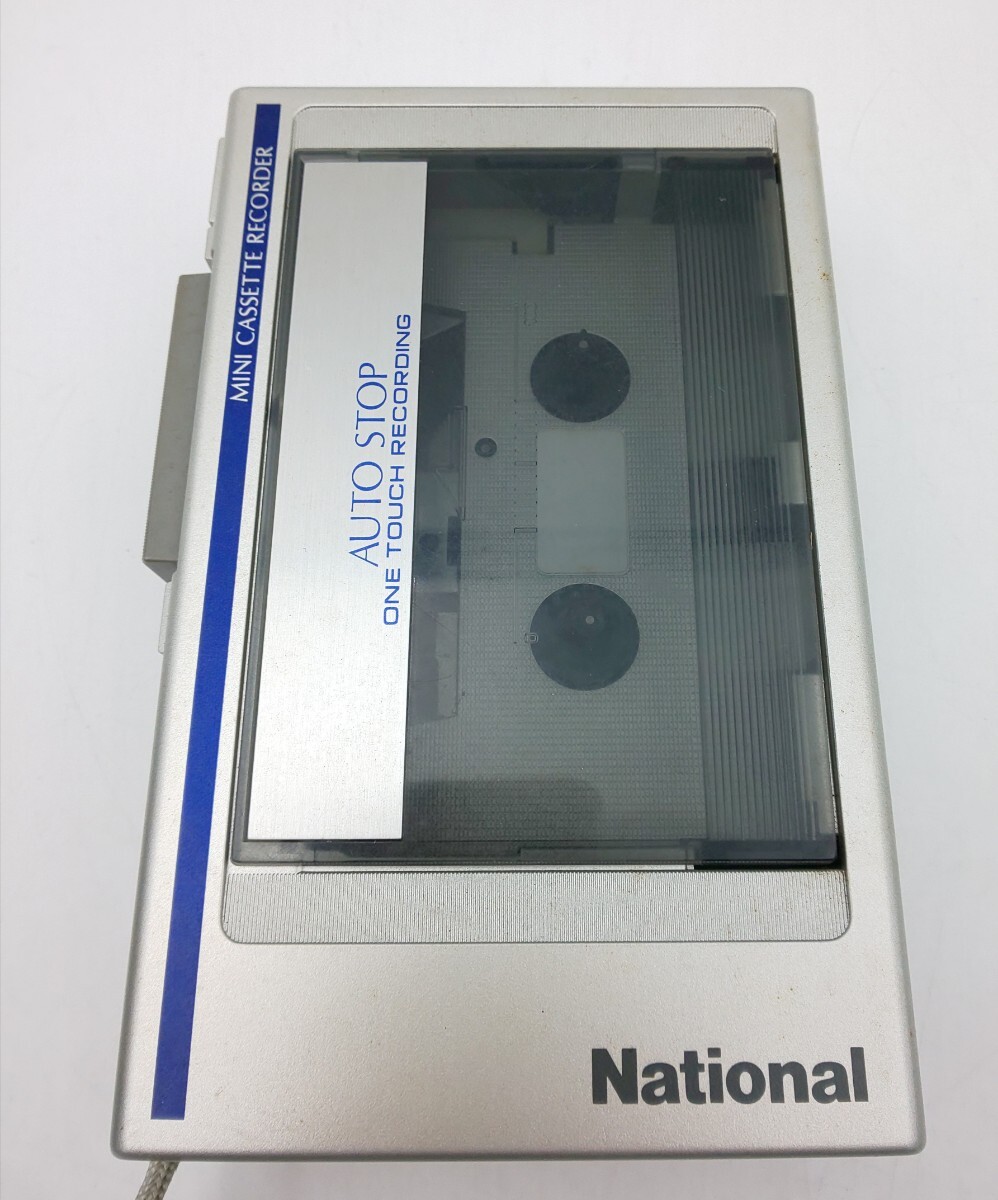 MINI CASSETTE RECORDER
AUTO STOP
ONE TOUCH RECORDING
National